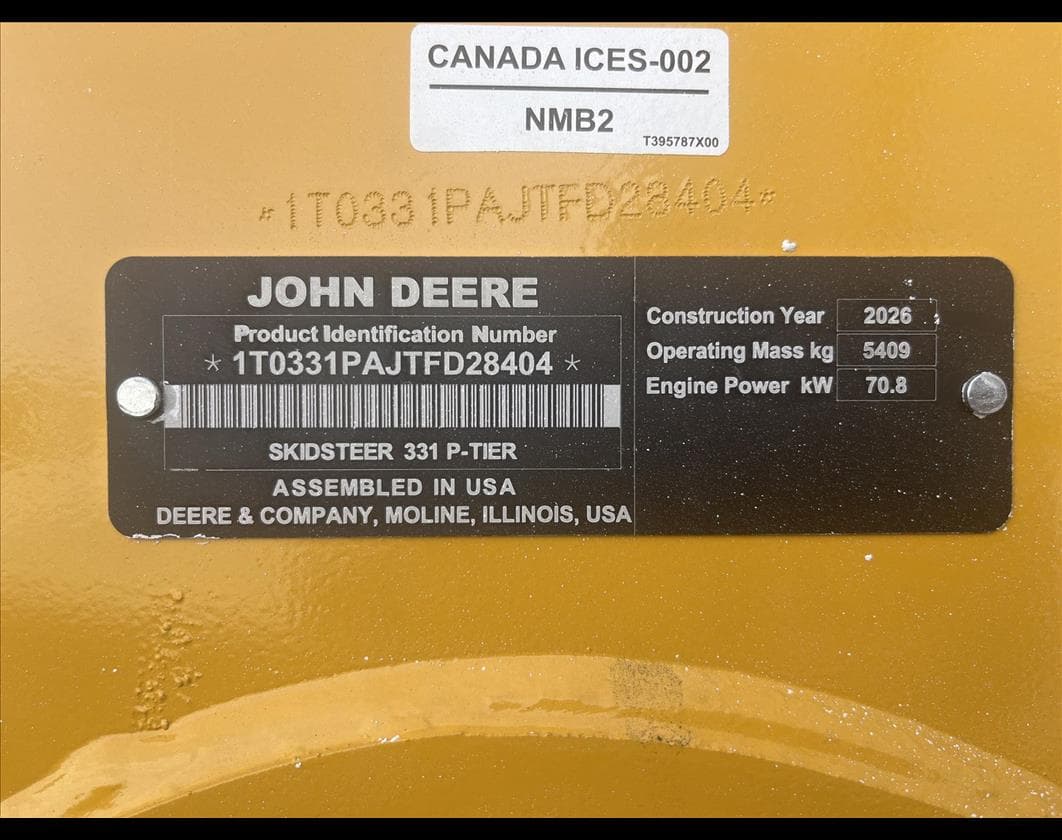 CANADA ICES-002
NMB2
T395787X00
*1T0331PAJTFD28404*
JOHN DEERE
Product Identification Number
* 1T0331PAJTFD28404 *
SKIDSTEER 331 P-TIER
ASSEMBLED IN USA
DEERE & COMPANY, MOLINE, ILLINOIS, USA
Construction Year 2026
Operating Mass kg 5409
Engine Power kW 70.8